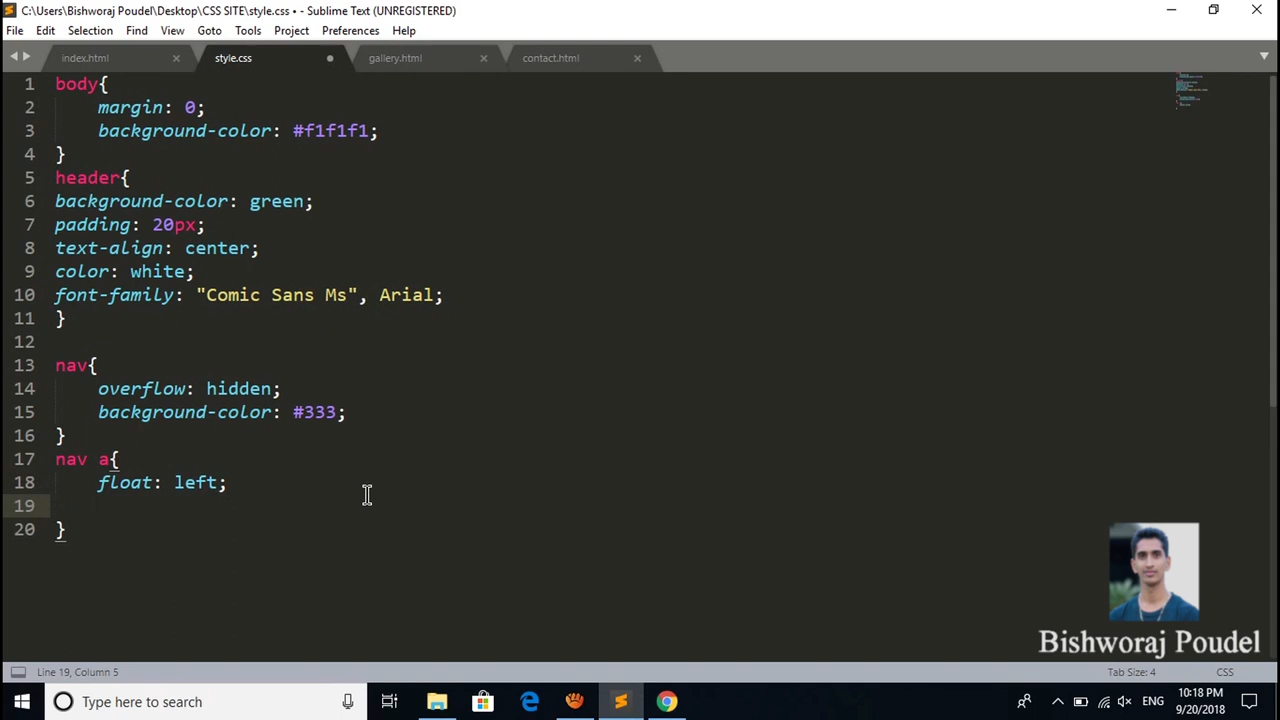 C:\Users\Bishworaj Poudel\Desktop\CSS SITE\style.css • - Sublime Text (UNREGISTERED)
File Edit Selection Find View Goto Tools Project Preferences Help
index.html style.css gallery.html contact.html
1 body{
2 margin: 0;
3 background-color: #f1f1f1;
4 }
5 header{
6 background-color: green;
7 padding: 20px;
8 text-align: center;
9 color: white;
10 font-family: "Comic Sans Ms", Arial;
11 }
12
13 nav{
14 overflow: hidden;
15 background-color: #333;
16 }
17 nav a{
18 float: left;
19
20 }
Bishworaj Poudel
Line 19, Column 5 Tab Size: 4 CSS
Type here to search ENG 10:18 PM
9/20/2018